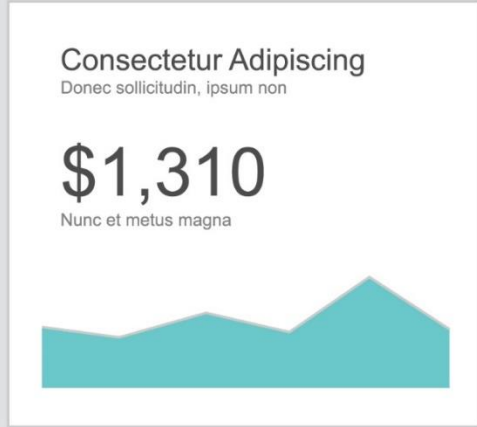 Consectetur Adipiscing
Donec sollicitudin, ipsum non
$1,310
Nunc et metus magna